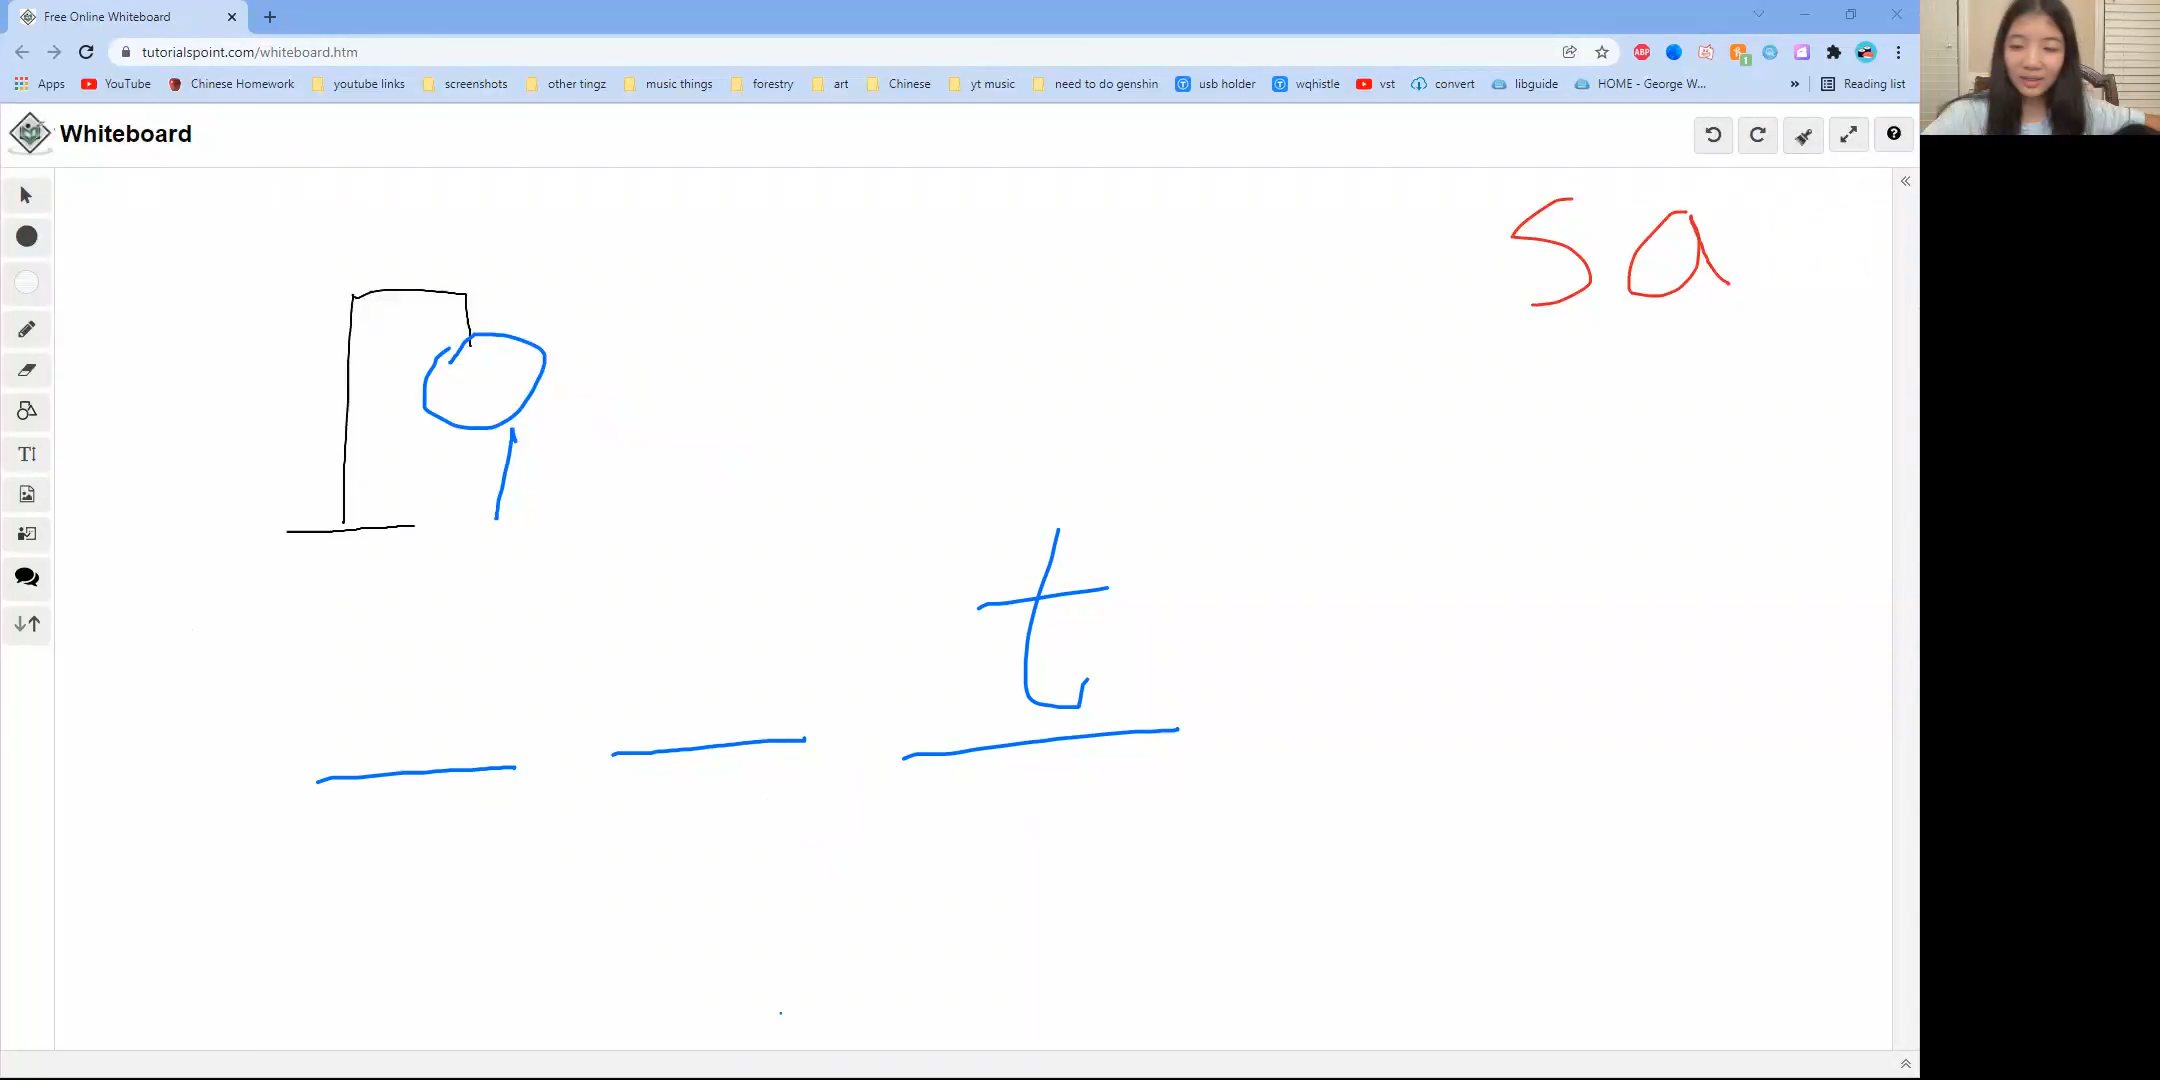 Free Online Whiteboard
tutorialspoint.com/whiteboard.htm
ABP
1
Apps YouTube Chinese Homework youtube links screenshots other tingz music things forestry art Chinese yt music need to do genshin usb holder wqhistle vst convert libguide HOME - George W... » Reading list
Whiteboard
s a
T
t